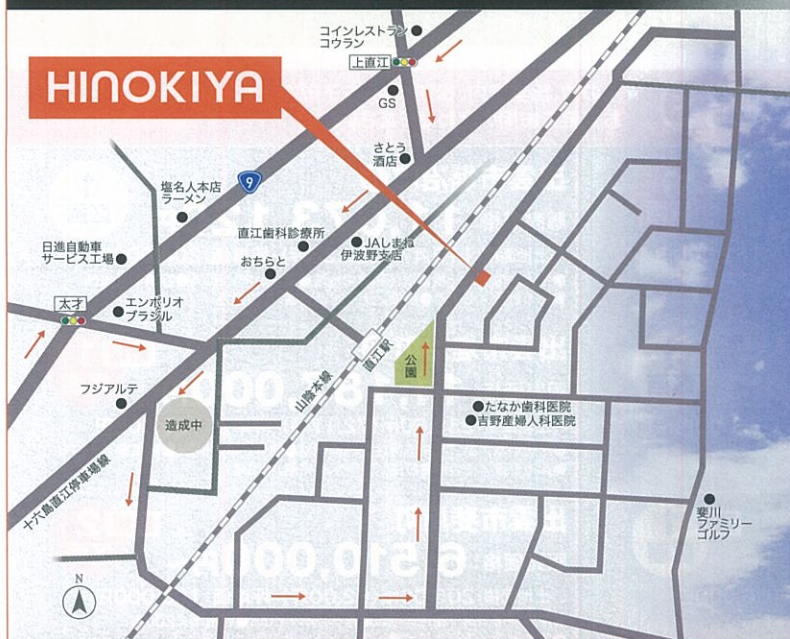 コインレストラン
コウラン
上直江
HINOKIYA
GS
さとう
酒店
9
塩名人本店
ラーメン
直江歯科診療所
JAしまね
伊波野支店
日進自動車
サービス工場
おちらと
太才
エンポリオ
ブラジル
直江駅
公園
山陰本線
フジアルテ
造成中
たなか歯科医院
吉野産婦人科医院
十六島直江停車場線
斐川
ファミリー
ゴルフ
N